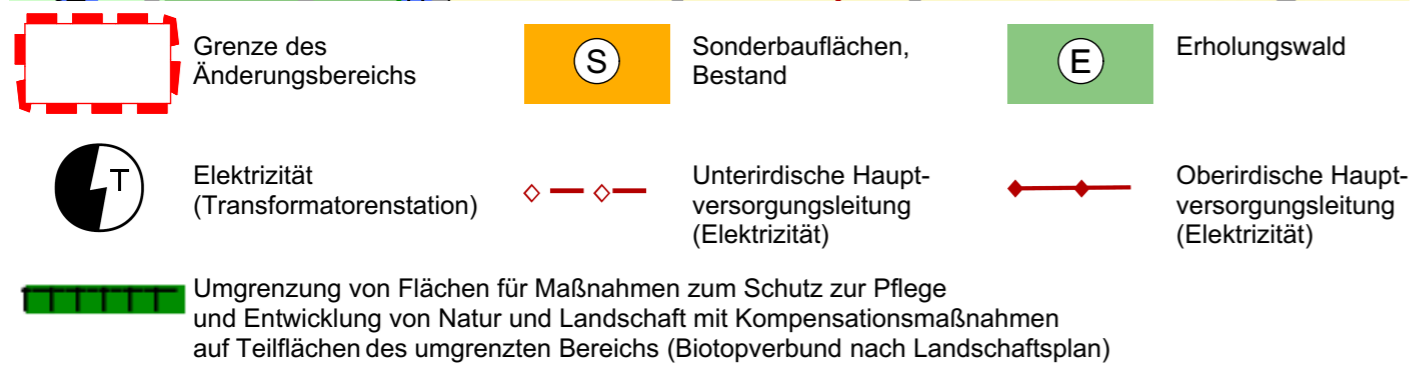 Grenze des
Änderungsbereichs
S
Sonderbauflächen,
Bestand
E
Erholungswald
T
Elektrizität
(Transformatorenstation)
Unterirdische Haupt-
versorgungsleitung
(Elektrizität)
Oberirdische Haupt-
versorgungsleitung
(Elektrizität)
Umgrenzung von Flächen für Maßnahmen zum Schutz zur Pflege
und Entwicklung von Natur und Landschaft mit Kompensationsmaßnahmen
auf Teilflächen des umgrenzten Bereichs (Biotopverbund nach Landschaftsplan)